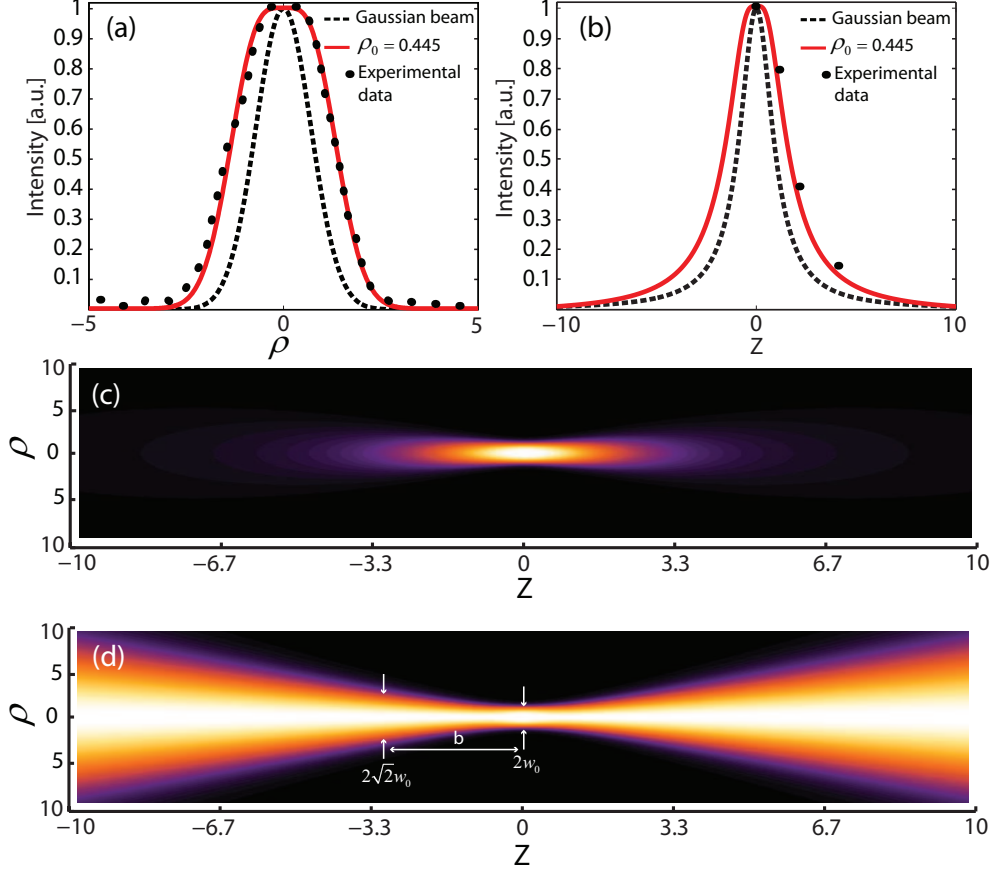 (a)
Intensity [a.u.]
1
0.9
0.8
0.7
0.6
0.5
0.4
0.3
0.2
0.1
−5
0
5
ρ
Gaussian beam
ρ₀ = 0.445
Experimental
data
(b)
Intensity [a.u.]
1
0.9
0.8
0.7
0.6
0.5
0.4
0.3
0.2
0.1
−10
0
10
Z
Gaussian beam
ρ₀ = 0.445
Experimental
data
(c)
ρ
10
5
0
5
10
−10
−6.7
−3.3
0
3.3
6.7
10
Z
(d)
ρ
10
5
0
5
10
b
2√2w₀
2w₀
−10
−6.7
−3.3
0
3.3
6.7
10
Z